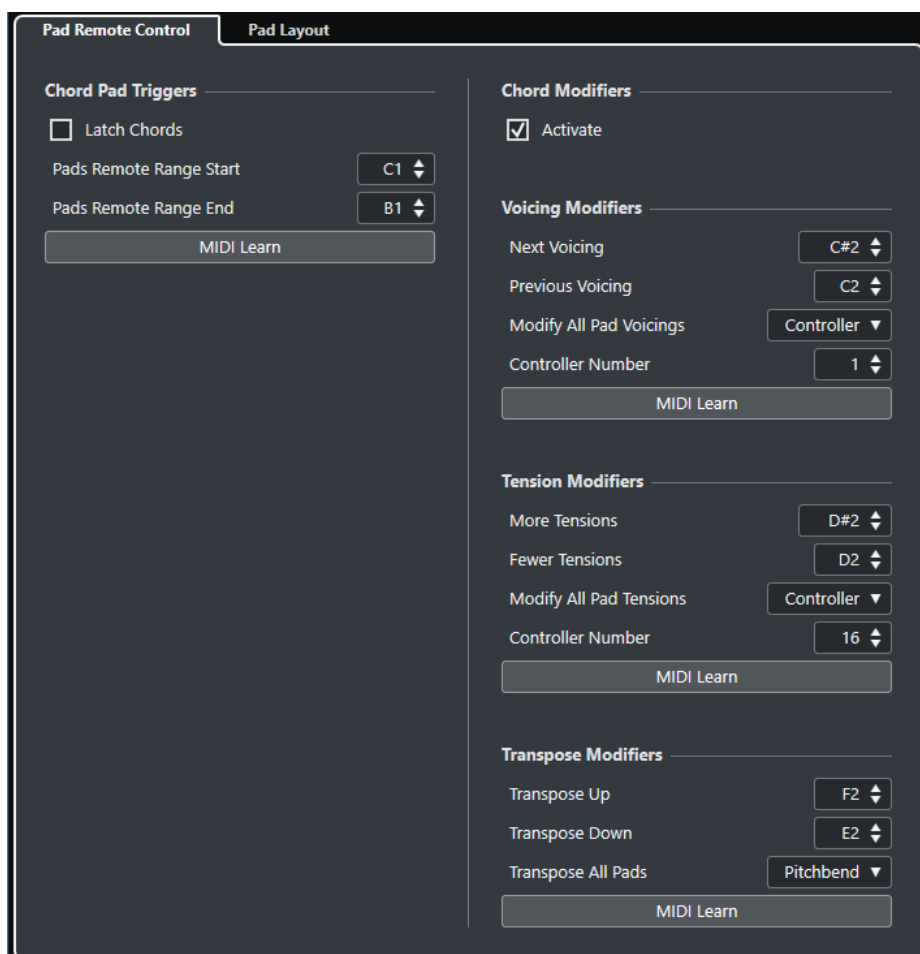 Pad Remote Control Pad Layout
Chord Pad Triggers
Latch Chords
Pads Remote Range Start C1
Pads Remote Range End B1
MIDI Learn
Chord Modifiers
Activate
Voicing Modifiers
Next Voicing C#2
Previous Voicing C2
Modify All Pad Voicings Controller
Controller Number 1
MIDI Learn
Tension Modifiers
More Tensions D#2
Fewer Tensions D2
Modify All Pad Tensions Controller
Controller Number 16
MIDI Learn
Transpose Modifiers
Transpose Up F2
Transpose Down E2
Transpose All Pads Pitchbend
MIDI Learn